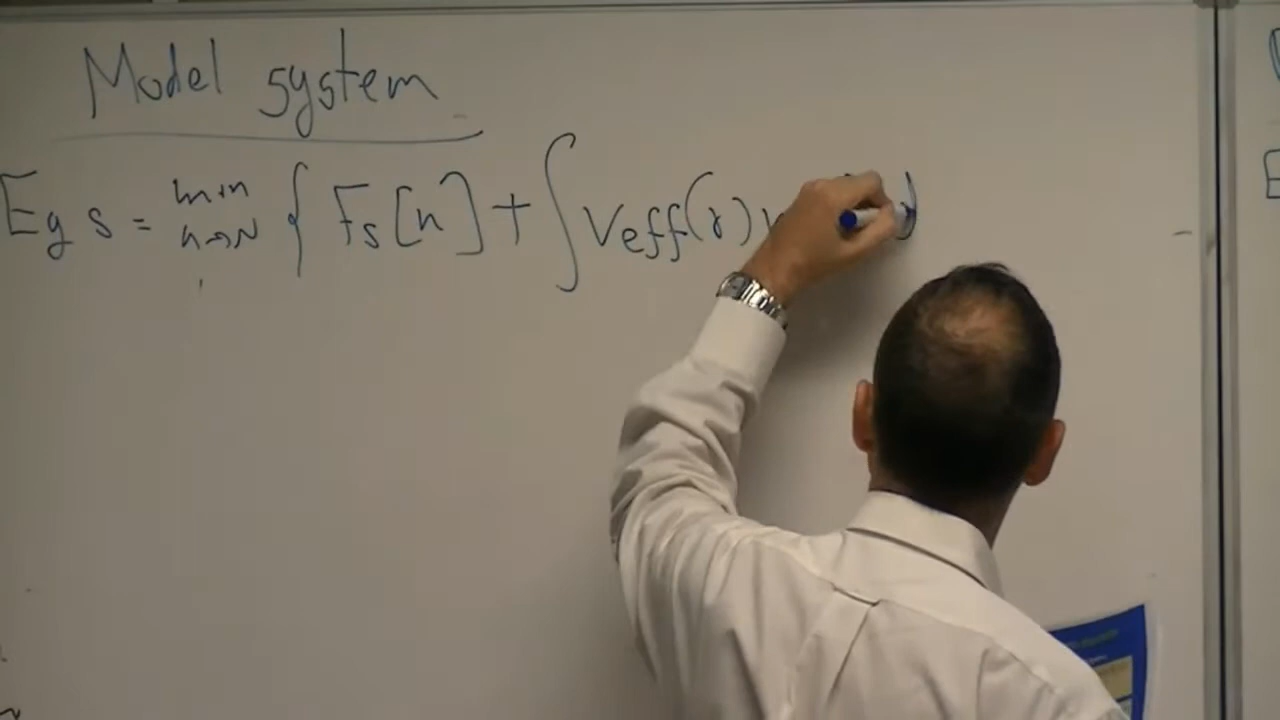 Model system
Egs = min { Fs[n] + ∫ Veff(r)
n→N